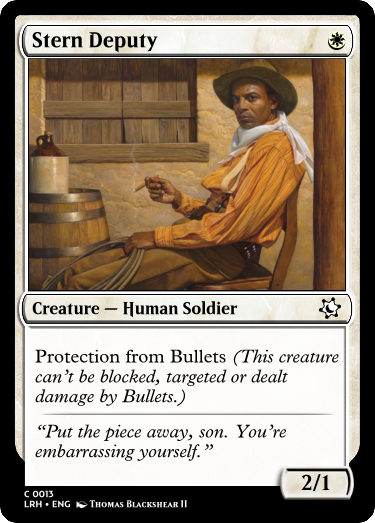 Stern Deputy
Creature — Human Soldier
Protection from Bullets (This creature
can't be blocked, targeted or dealt
damage by Bullets.)
“Put the piece away, son. You're
embarrassing yourself.”
2/1
C 0013
LRH • ENG Thomas Blackshear II